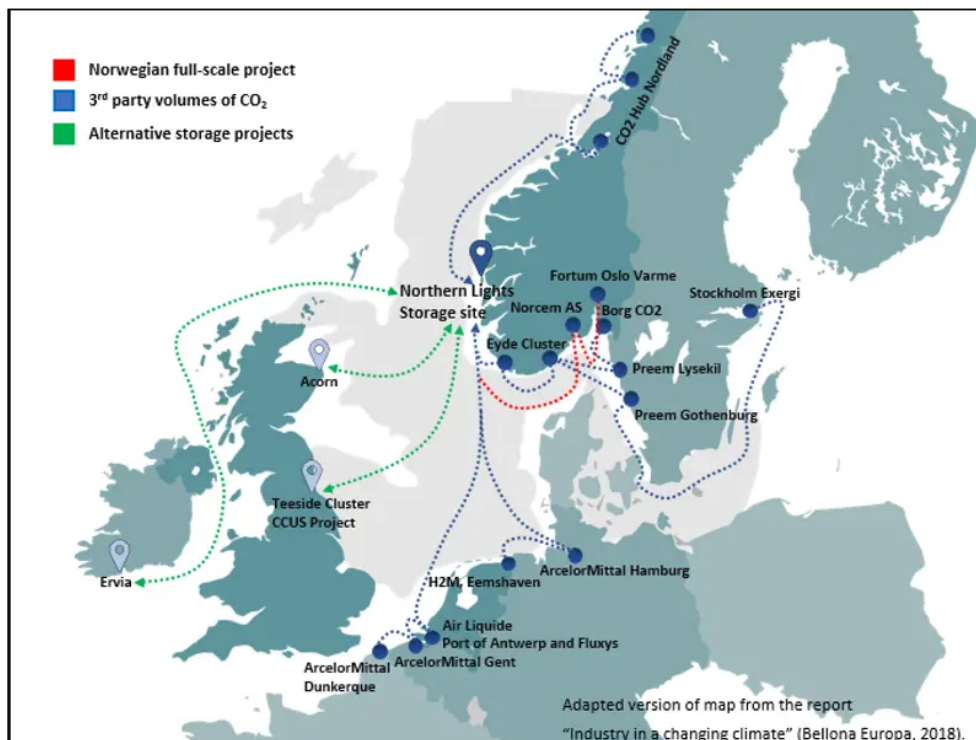 Norwegian full-scale project
3rd party volumes of CO₂
Alternative storage projects
CO2 Hub Nordland
Northern Lights
Storage site
Fortum Oslo Varme
Stockholm Exergi
Norcem AS
Borg CO2
Eyde Cluster
Preem Lysekil
Acorn
Preem Gothenburg
Teeside Cluster
CCUS Project
Ervia
H2M, Eemshaven
ArcelorMittal Hamburg
Air Liquide
Port of Antwerp and Fluxys
ArcelorMittal Gent
ArcelorMittal
Dunkerque
Adapted version of map from the report
“Industry in a changing climate” (Bellona Europa, 2018).